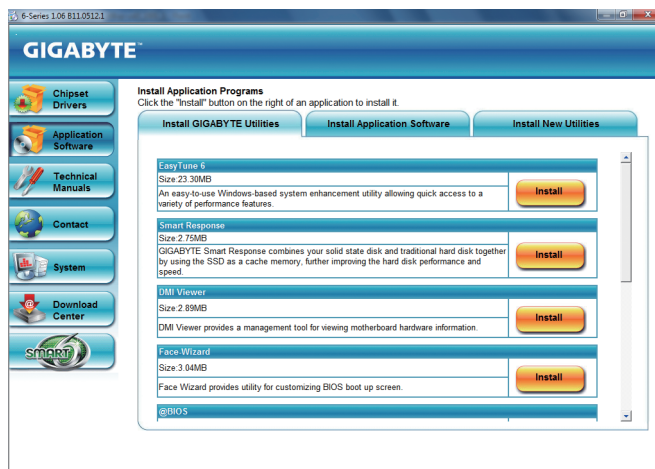 6-Series 1.06 B11.0512.1
GIGABYTE™
Chipset
Drivers
Application
Software
Technical
Manuals
Contact
System
Download
Center
SMART
Install Application Programs
Click the "Install" button on the right of an application to install it.
Install GIGABYTE Utilities
Install Application Software
Install New Utilities
EasyTune 6
Size:23.30MB
An easy-to-use Windows-based system enhancement utility allowing quick access to a
variety of performance features.
Install
Smart Response
Size:2.75MB
GIGABYTE Smart Response combines your solid state disk and traditional hard disk together
by using the SSD as a cache memory, further improving the hard disk performance and
speed.
Install
DMI Viewer
Size:2.89MB
DMI Viewer provides a management tool for viewing motherboard hardware information.
Install
Face-Wizard
Size:3.04MB
Face Wizard provides utility for customizing BIOS boot up screen.
Install
@BIOS